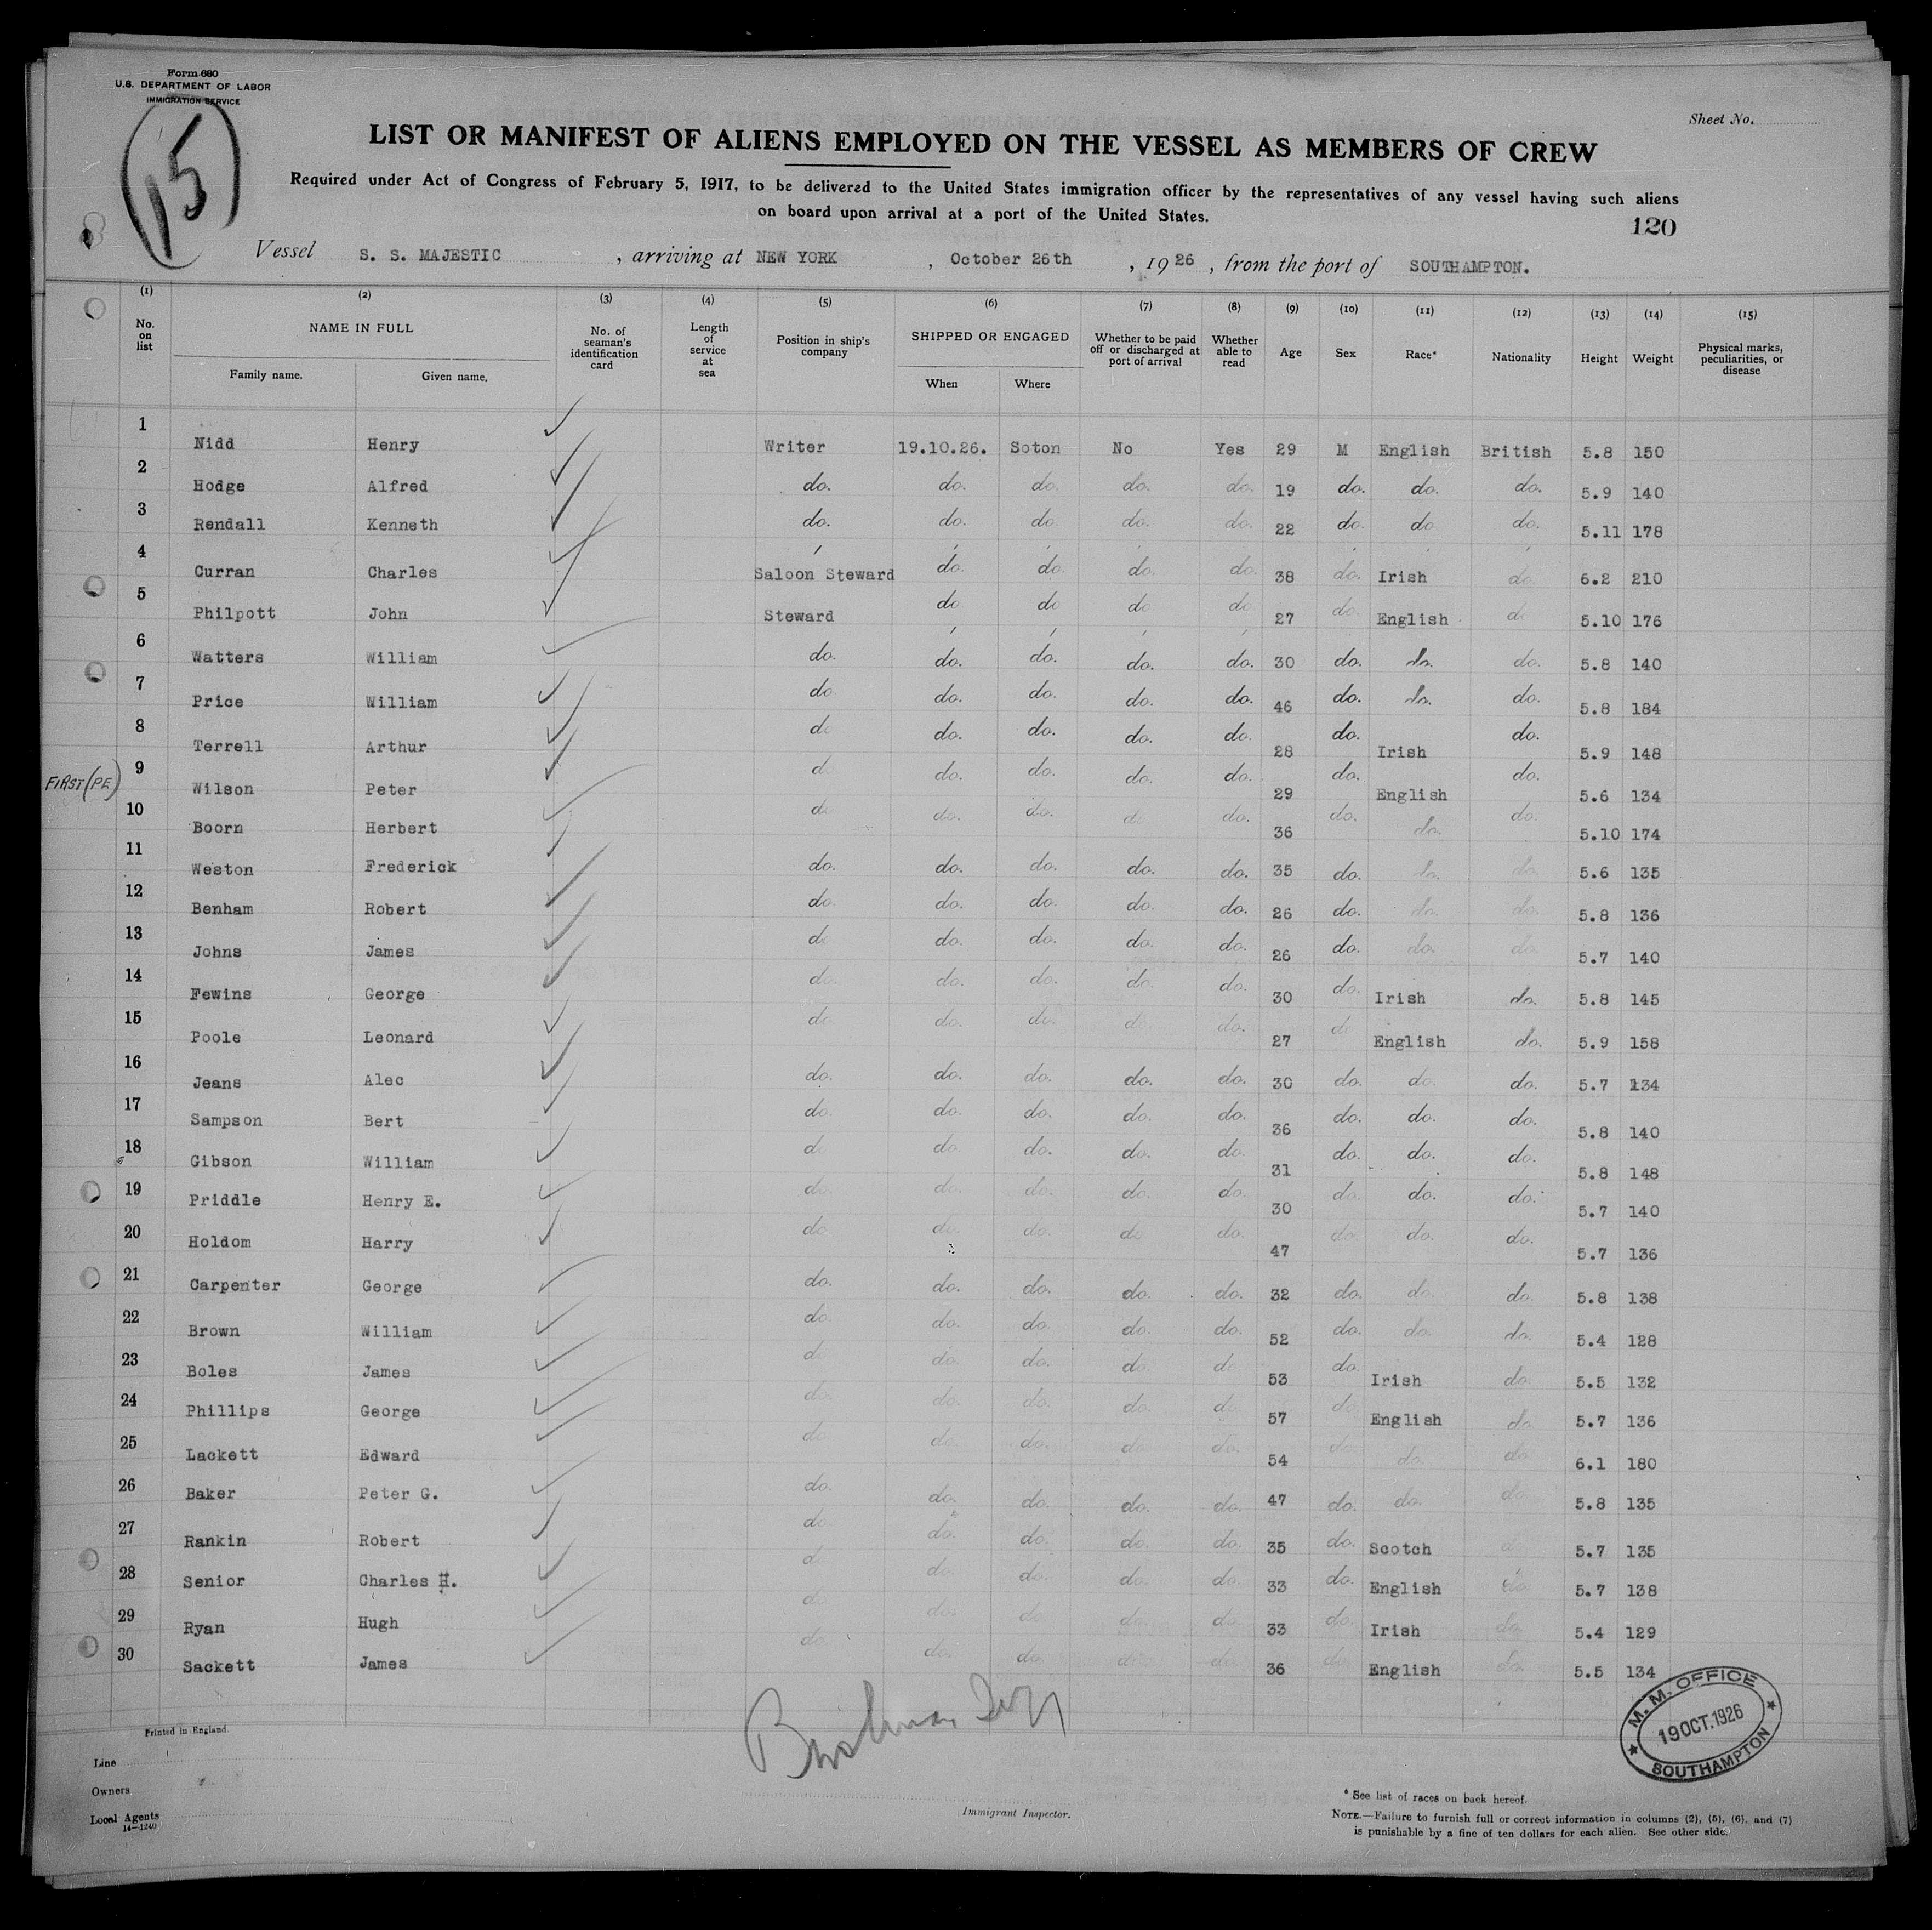 Form 680
U.S. DEPARTMENT OF LABOR
IMMIGRATION SERVICE
(15)
Sheet No.
LIST OR MANIFEST OF ALIENS EMPLOYED ON THE VESSEL AS MEMBERS OF CREW
Required under Act of Congress of February 5, 1917, to be delivered to the United States immigration officer by the representatives of any vessel having such aliens
on board upon arrival at a port of the United States.
120
Vessel S. S. MAJESTIC , arriving at NEW YORK , October 26th , 1926 , from the port of SOUTHAMPTON.
(1) (2) (3) (4) (5) (6) (7) (8) (9) (10) (11) (12) (13) (14) (15)
No. on list NAME IN FULL Family name. Given name. No. of seaman's identification card Length of service at sea Position in ship's company SHIPPED OR ENGAGED When Where Whether to be paid off or discharged at port of arrival Whether able to read Age Sex Race* Nationality Height Weight Physical marks, peculiarities, or disease
1 Nidd Henry Writer 19.10.26. Soton No Yes 29 M English British 5.8 150
2 Hodge Alfred do. do. do. do. do. 19 do. do. do. 5.9 140
3 Rendall Kenneth do. do. do. do. do. 22 do. do. do. 5.11 178
4 Curran Charles Saloon Steward do. do. do. do. 38 do. Irish do 6.2 210
5 Philpott John Steward do do do do 27 do. English do 5.10 176
6 Watters William do. do. do. do. do. 30 do. do. do. 5.8 140
7 Price William do. do. do. do. do. 46 do. do. do. 5.8 184
8 Terrell Arthur do do. do. do. do. 28 do. Irish do. 5.9 148
FIRST (PE) 9 Wilson Peter do do. do. do. do. 29 do. English do. 5.6 134
10 Boorn Herbert do do. do. do do. 36 do. do. do. 5.10 174
11 Weston Frederick do. do. do. do. do. 35 do. do. do. 5.6 135
12 Benham Robert do. do. do. do. do. 26 do. do. do. 5.8 136
13 Johns James do do. do. do. do. 26 do. do. do. 5.7 140
14 Fewins George do. do. do. do. do. 30 do. Irish do. 5.8 145
15 Poole Leonard do do. do. do do. 27 do English do. 5.9 158
16 Jeans Alec do. do. do. do. do. 30 do. do. do. 5.7 134
17 Sampson Bert do. do. do. do. do. 36 do. do. do. 5.8 140
18 Gibson William do do. do. do. do. 31 do. do. do. 5.8 148
19 Priddle Henry E. do. do. do. do. do. 30 do. do. do. 5.7 140
20 Holdom Harry do do. do. do do. 47 do. do. do. 5.7 136
21 Carpenter George do. do. do. do. do. 32 do. do. do. 5.8 138
22 Brown William do. do. do. do. do. 52 do. do. do. 5.4 128
23 Boles James do do. do. do. do 53 do. Irish do. 5.5 132
24 Phillips George do do. do. do. do 57 do. English do. 5.7 136
25 Lackett Edward do do. do. do. do. 54 do do. do 6.1 180
26 Baker Peter G. do. do. do. do. do. 47 do. do. do 5.8 135
27 Rankin Robert do do. do. do. do. 35 do. Scotch do 5.7 135
28 Senior Charles H. do do. do. do. do. 33 do. English do 5.7 138
29 Ryan Hugh do do. do. do. do. 33 do. Irish do. 5.4 129
30 Sackett James do do. do. do. do. 36 do. English do. 5.5 134
M. M. OFFICE
19 OCT. 1926
SOUTHAMPTON
Printed in England.
Line
Owners
Local Agents
14—1240
Immigrant Inspector.
* See list of races on back hereof.
NOTE.—Failure to furnish full or correct information in columns (2), (5), (6), and (7)
is punishable by a fine of ten dollars for each alien. See other side.